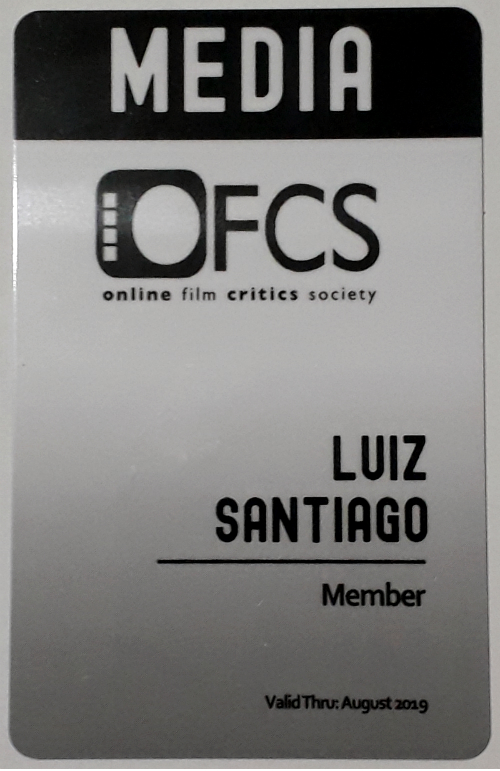 MEDIA
OFCS
online film critics society
LUIZ
SANTIAGO
Member
Valid Thru: August 2019